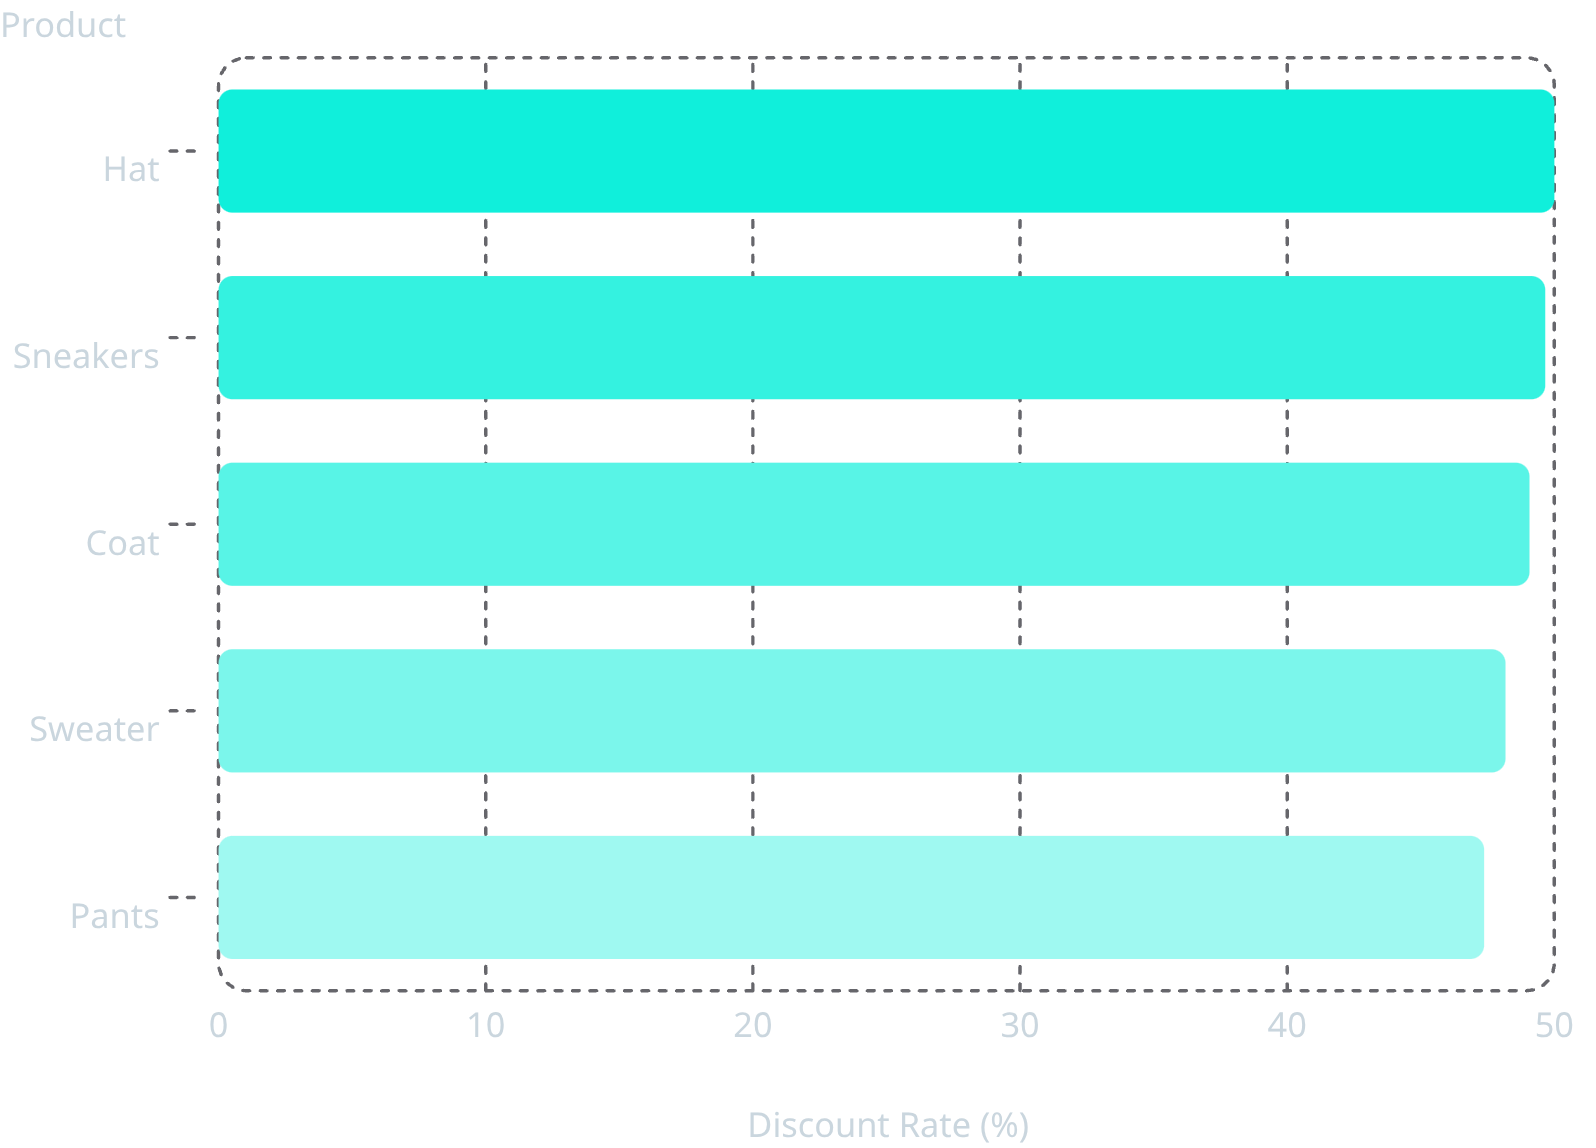 Product
Hat
Sneakers
Coat
Sweater
Pants
0 10 20 30 40 50
Discount Rate (%)